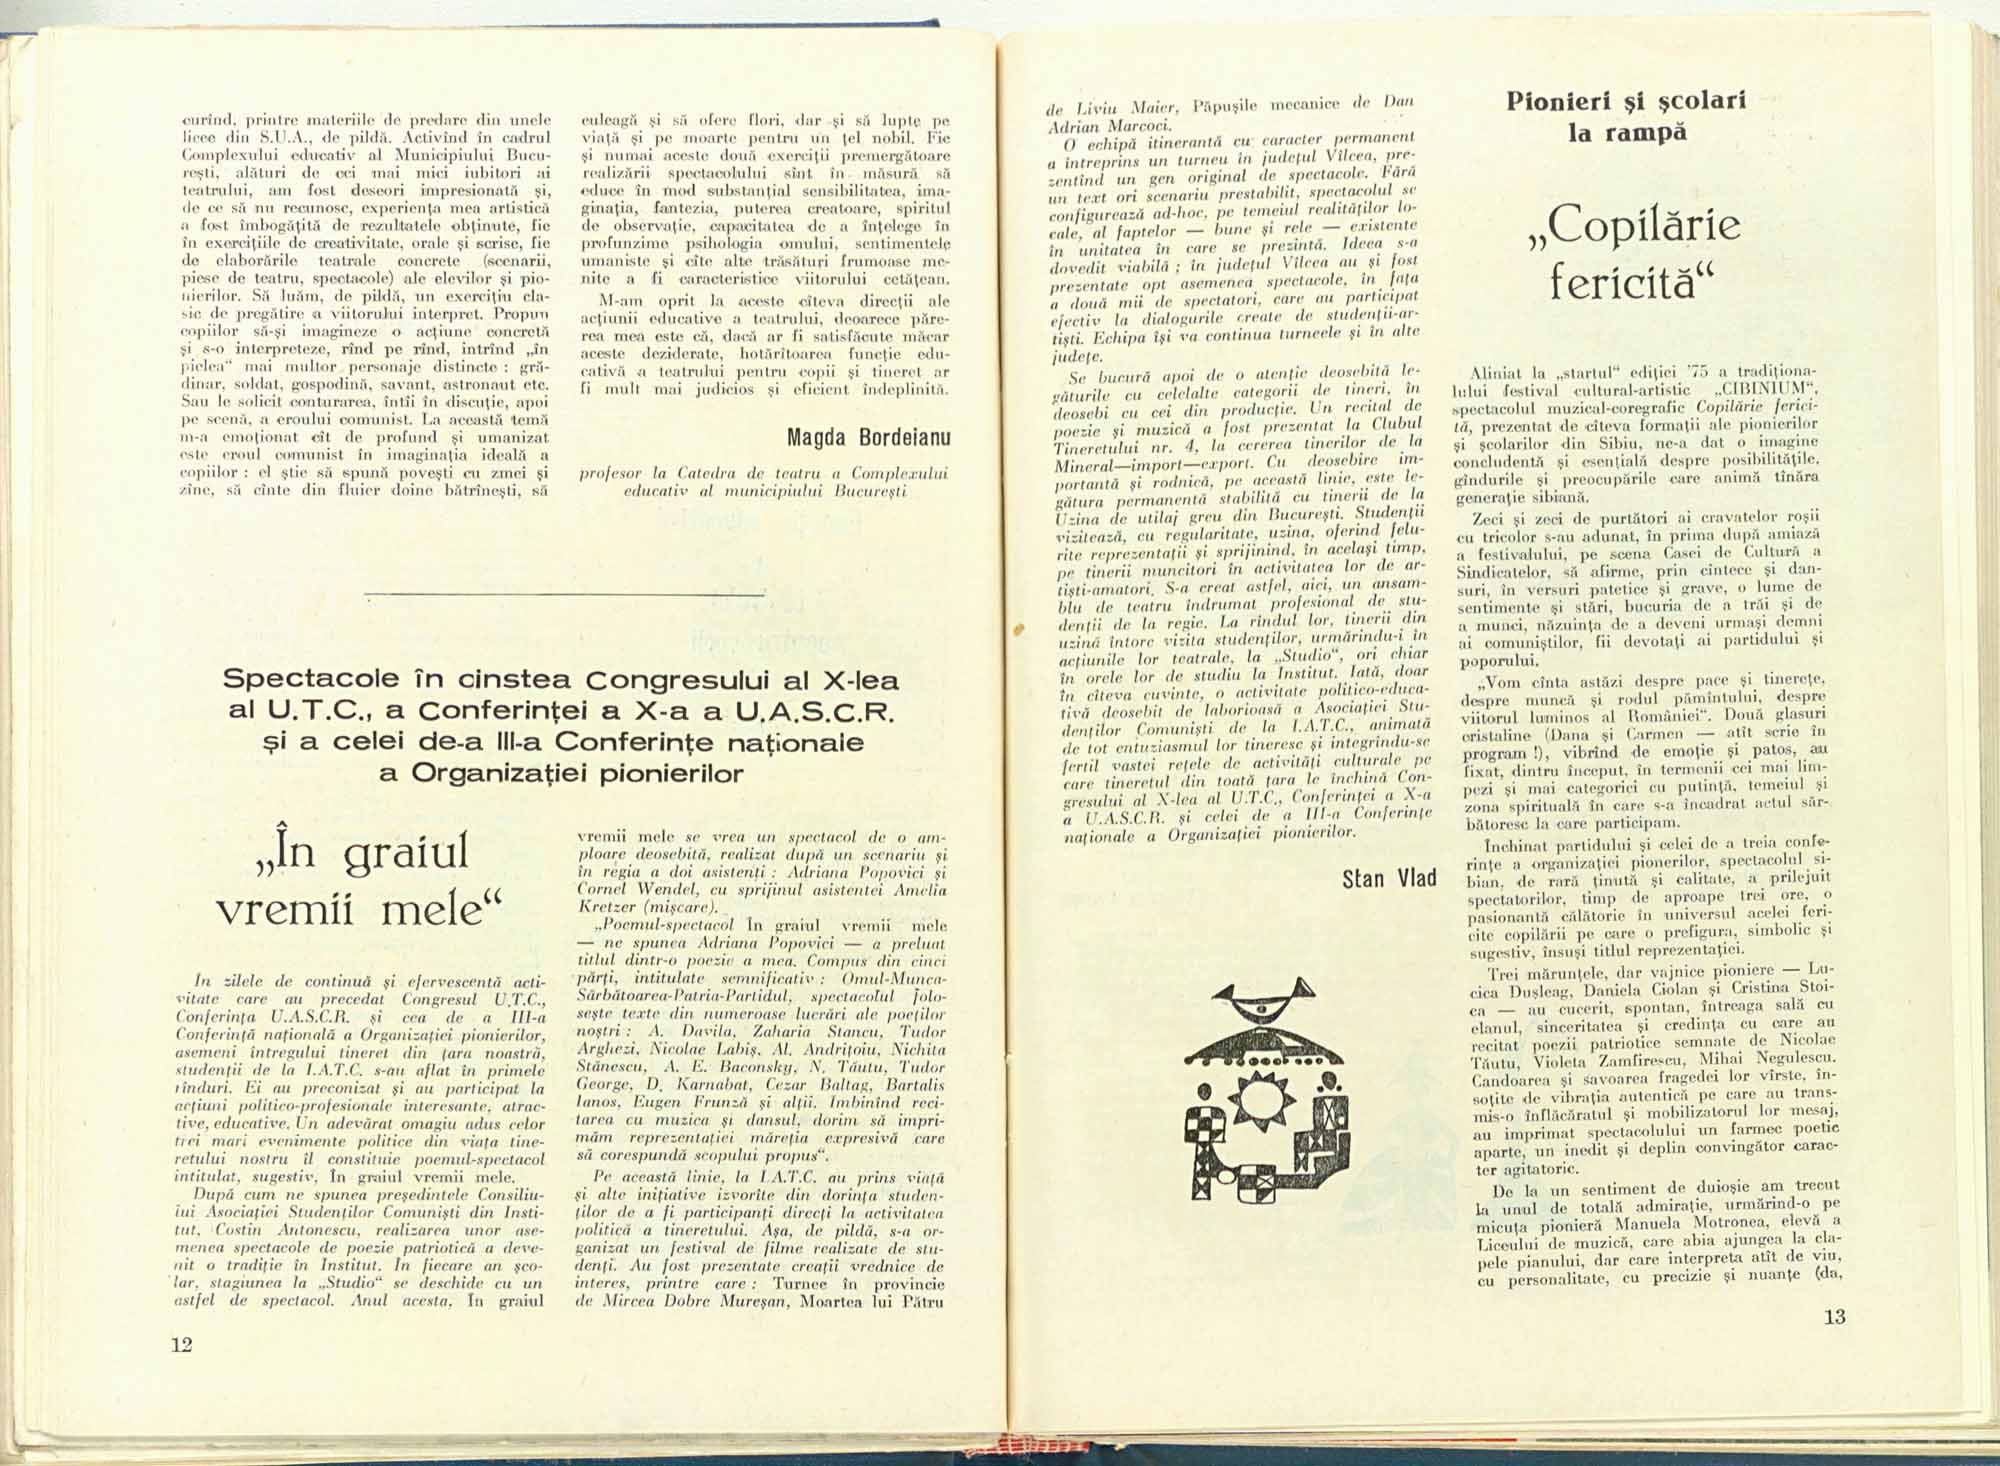 curînd, printre materiile de predare din unele
licee din S.U.A., de pildă. Activînd în cadrul
Complexului educativ al Municipiului Bucu-
rești, alături de cei mai mici iubitori ai
teatrului, am fost deseori impresionată și,
de ce să nu recunosc, experiența mea artistică
a fost îmbogățită de rezultatele obținute, fie
în exercițiile de creativitate, orale și scrise, fie
de elaborările teatrale concrete (scenarii,
piese de teatru, spectacole) ale elevilor și pio-
nierilor. Să luăm, de pildă, un exercițiu cla-
sic de pregătire a viitorului interpret. Propun
copiilor să-și imagineze o acțiune concretă
și s-o interpreteze, rînd pe rînd, intrînd „în
pielea“ mai multor personaje distincte : gră-
dinar, soldat, gospodină, savant, astronaut etc.
Sau le solicit conturarea, întîi în discuție, apoi
pe scenă, a eroului comunist. La această temă
m-a emoționat cît de profund și umanizat
este eroul comunist în imaginația ideală a
copiilor : el știe să spună povești cu zmei și
zîne, să cînte din fluier doine bătrînești, să
culeagă și să ofere flori, dar și să lupte pe
viață și pe moarte pentru un țel nobil. Fie
și numai aceste două exerciții premergătoare
realizării spectacolului sînt în măsură să
educe în mod substanțial sensibilitatea, ima-
ginația, fantezia, puterea creatoare, spiritul
de observație, capacitatea de a înțelege în
profunzime psihologia omului, sentimentele
umaniste și cîte alte trăsături frumoase me-
nite a fi caracteristice viitorului cetățean.
M-am oprit la aceste cîteva direcții ale
acțiunii educative a teatrului, deoarece păre-
rea mea este că, dacă ar fi satisfăcute măcar
aceste deziderate, hotărîtoarea funcție edu-
cativă a teatrului pentru copii și tineret ar
fi mult mai judicios și eficient îndeplinită.
Magda Bordeianu
profesor la Catedra de teatru a Complexului
educativ al municipiului București
Spectacole în cinstea Congresului al X-lea
al U.T.C., a Conferinței a X-a a U.A.S.C.R.
și a celei de-a III-a Conferințe naționale
a Organizației pionierilor
„În graiul
vremii mele“
In zilele de continuă și efervescentă acti-
vitate care au precedat Congresul U.T.C.,
Conferința U.A.S.C.R. și cea de a III-a
Conferință națională a Organizației pionierilor,
asemeni întregului tineret din țara noastră,
studenții de la I.A.T.C. s-au aflat în primele
rînduri. Ei au preconizat și au participat la
acțiuni politico-profesionale interesante, atrac-
tive, educative. Un adevărat omagiu adus celor
trei mari evenimente politice din viața tine-
retului nostru îl constituie poemul-spectacol
intitulat, sugestiv, În graiul vremii mele.
După cum ne spunea președintele Consiliu-
lui Asociației Studenților Comuniști din Insti-
tut, Costin Antonescu, realizarea unor ase-
menea spectacole de poezie patriotică a deve-
nit o tradiție în Institut. In fiecare an șco-
lar, stagiunea la „Studio“ se deschide cu un
astfel de spectacol. Anul acesta, În graiul
vremii mele se vrea un spectacol de o am-
ploare deosebită, realizat după un scenariu și
în regia a doi asistenți : Adriana Popovici și
Cornel Wendel, cu sprijinul asistentei Amelia
Kretzer (mișcare).
„Poemul-spectacol În graiul vremii mele
— ne spunea Adriana Popovici — a preluat
titlul dintr-o poezie a mea. Compus din cinci
părți, intitulate semnificativ : Omul-Munca-
Sărbătoarea-Patria-Partidul, spectacolul folo-
sește texte din numeroase lucrări ale poeților
noștri : A. Davila, Zaharia Stancu, Tudor
Arghezi, Nicolae Labiș, Al. Andrițoiu, Nichita
Stănescu, A. E. Baconsky, N. Tăutu, Tudor
George, D. Karnabat, Cezar Baltag, Bartalis
Ianos, Eugen Frunză și alții. Imbinînd reci-
tarea cu muzica și dansul, dorim să impri-
măm reprezentației măreția expresivă care
să corespundă scopului propus“.
Pe această linie, la I.A.T.C. au prins viață
și alte inițiative izvorîte din dorința studen-
ților de a fi participanți direcți la activitatea
politică a tineretului. Așa, de pildă, s-a or-
ganizat un festival de filme realizate de stu-
denți. Au fost prezentate creații vrednice de
interes, printre care : Turnee în provincie
de Mircea Dobre Mureșan, Moartea lui Pătru
12
de Liviu Maier, Păpușile mecanice de Dan
Adrian Marcoci.
O echipă itinerantă cu caracter permanent
a întreprins un turneu în județul Vîlcea, pre-
zentînd un gen original de spectacole. Fără
un text ori scenariu prestabilit, spectacolul se
configurează ad-hoc, pe temeiul realităților lo-
cale, al faptelor — bune și rele — existente
în unitatea în care se prezintă. Ideea s-a
dovedit viabilă ; în județul Vîlcea au și fost
prezentate opt asemenea spectacole, în fața
a două mii de spectatori, care au participat
efectiv la dialogurile create de studenții-ar-
tiști. Echipa își va continua turneele și în alte
județe.
Se bucură apoi de o atenție deosebită le-
găturile cu celelalte categorii de tineri, în
deosebi cu cei din producție. Un recital de
poezie și muzică a fost prezentat la Clubul
Tineretului nr. 4, la cererea tinerilor de la
Mineral—import—export. Cu deosebire im-
portantă și rodnică, pe această linie, este le-
gătura permanentă stabilită cu tinerii de la
Uzina de utilaj greu din București. Studenții
vizitează, cu regularitate, uzina, oferind felu-
rite reprezentații și sprijinind, în același timp,
pe tinerii muncitori în activitatea lor de ar-
tiști-amatori. S-a creat astfel, aici, un ansam-
blu de teatru îndrumat profesional de stu-
denții de la regie. La rîndul lor, tinerii din
uzină întorc vizita studenților, urmărindu-i în
acțiunile lor teatrale, la „Studio“, ori chiar
în orele lor de studiu la Institut. Iată, doar
în cîteva cuvinte, o activitate politico-educa-
tivă deosebit de laborioasă a Asociației Stu-
denților Comuniști de la I.A.T.C., animată
de tot entuziasmul lor tineresc și integrîndu-se
fertil vastei rețele de activități culturale pe
care tineretul din toată țara le închină Con-
gresului al X-lea al U.T.C., Conferinței a X-a
a U.A.S.C.R. și celei de a III-a Conferințe
naționale a Organizației pionierilor.
Stan Vlad
Pionieri și școlari
la rampă
„Copilărie
fericită“
Aliniat la „startul“ ediției '75 a tradiționa-
lului festival cultural-artistic „CIBINIUM“,
spectacolul muzical-coregrafic Copilărie ferici-
tă, prezentat de cîteva formații ale pionierilor
și școlarilor din Sibiu, ne-a dat o imagine
concludentă și esențială despre posibilitățile,
gîndurile și preocupările care animă tînăra
generație sibiană.
Zeci și zeci de purtători ai cravatelor roșii
cu tricolor s-au adunat, în prima după amiază
a festivalului, pe scena Casei de Cultură a
Sindicatelor, să afirme, prin cîntece și dan-
suri, în versuri patetice și grave, o lume de
sentimente și stări, bucuria de a trăi și de
a munci, năzuința de a deveni urmași demni
ai comuniștilor, fii devotați ai partidului și
poporului.
„Vom cînta astăzi despre pace și tinerețe,
despre muncă și rodul pămîntului, despre
viitorul luminos al României“. Două glasuri
cristaline (Dana și Carmen — atît scrie în
program !), vibrînd de emoție și patos, au
fixat, dintru început, în termenii cei mai lim-
pezi și mai categorici cu putință, temeiul și
zona spirituală în care s-a încadrat actul săr-
bătoresc la care participam.
Închinat partidului și celei de a treia confe-
rințe a organizației pionerilor, spectacolul si-
bian, de rară ținută și calitate, a prilejuit
spectatorilor, timp de aproape trei ore, o
pasionantă călătorie în universul acelei feri-
cite copilării pe care o prefigura, simbolic și
sugestiv, însuși titlul reprezentației.
Trei mărunțele, dar vajnice pioniere — Lu-
cica Dușleag, Daniela Ciolan și Cristina Stoi-
ca — au cucerit, spontan, întreaga sală cu
elanul, sinceritatea și credința cu care au
recitat poezii patriotice semnate de Nicolae
Tăutu, Violeta Zamfirescu, Mihai Negulescu.
Candoarea și savoarea fragedei lor vîrste, în-
soțite de vibrația autentică pe care au trans-
mis-o înflăcăratul și mobilizatorul lor mesaj,
au imprimat spectacolului un farmec poetic
aparte, un inedit și deplin convingător carac-
ter agitatoric.
De la un sentiment de duioșie am trecut
la unul de totală admirație, urmărind-o pe
micuța pionieră Manuela Motronea, elevă a
Liceului de muzică, care abia ajungea la cla-
pele pianului, dar care interpreta atît de viu,
cu personalitate, cu precizie și nuanțe (da,
13